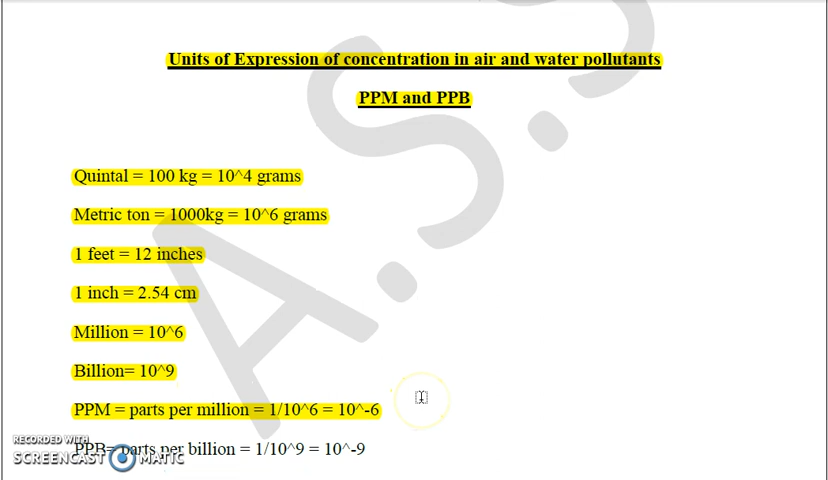 Units of Expression of concentration in air and water pollutants
PPM and PPB
Quintal = 100 kg = 10^4 grams
Metric ton = 1000kg = 10^6 grams
1 feet = 12 inches
1 inch = 2.54 cm
Million = 10^6
Billion= 10^9
PPM = parts per million = 1/10^6 = 10^-6
RECORDED WITH
PPB= parts per billion = 1/10^9 = 10^-9
SCREENCAST MATIC
A.S.S